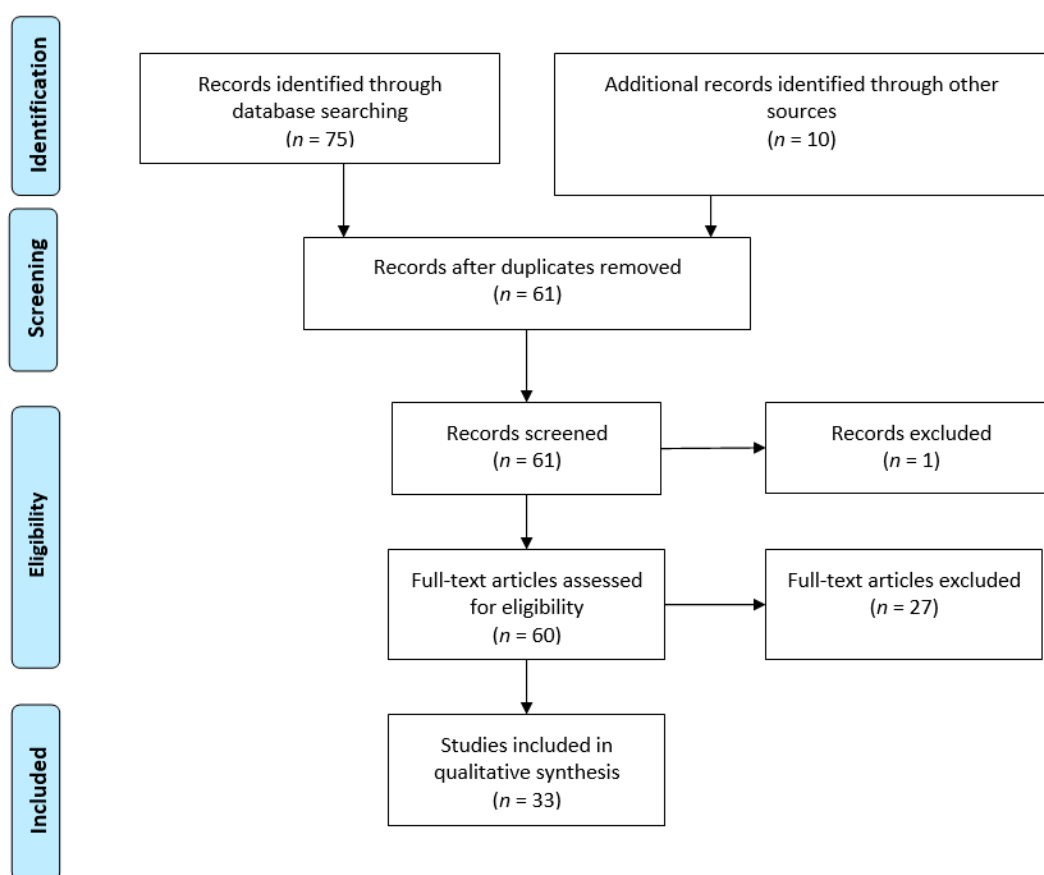 Identification
Records identified through
database searching
(n = 75)
Additional records identified through other
sources
(n = 10)
Screening
Records after duplicates removed
(n = 61)
Eligibility
Records screened
(n = 61)
Records excluded
(n = 1)
Full-text articles assessed
for eligibility
(n = 60)
Full-text articles excluded
(n = 27)
Included
Studies included in
qualitative synthesis
(n = 33)